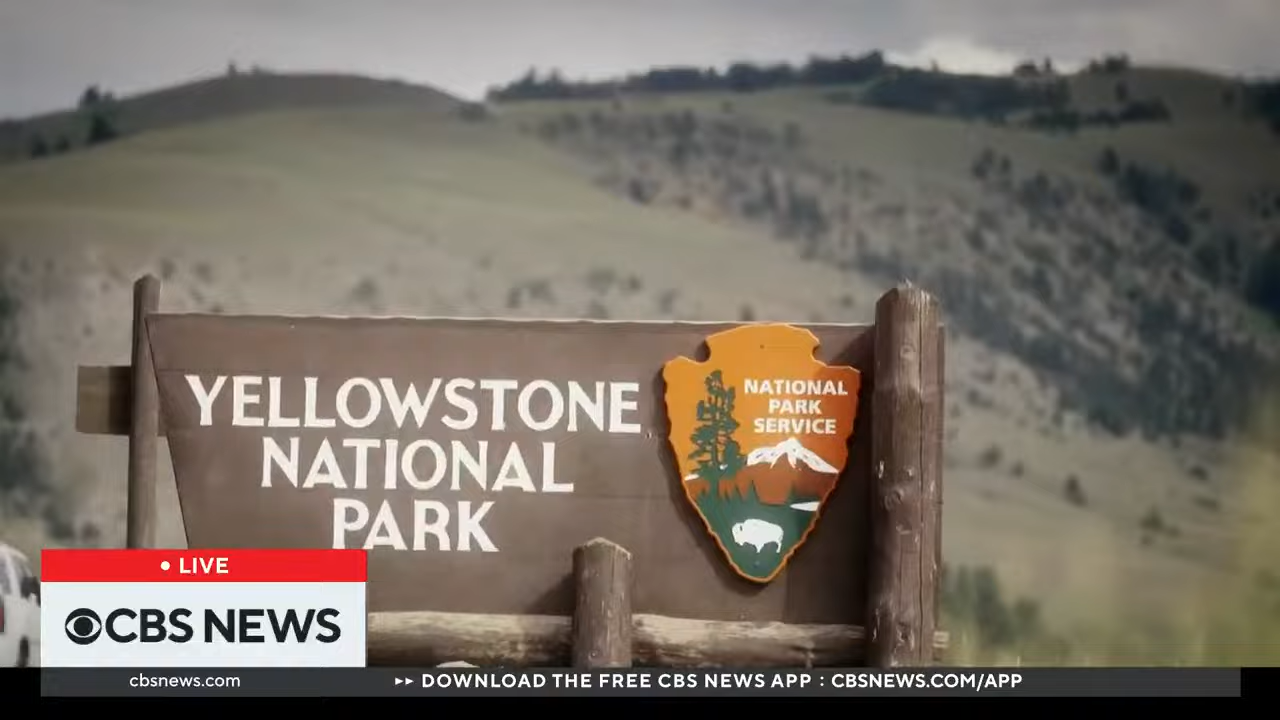 YELLOWSTONE
NATIONAL
PARK
NATIONAL
PARK
SERVICE
• LIVE
CBS NEWS
cbsnews.com
▸▸ DOWNLOAD THE FREE CBS NEWS APP : CBSNEWS.COM/APP